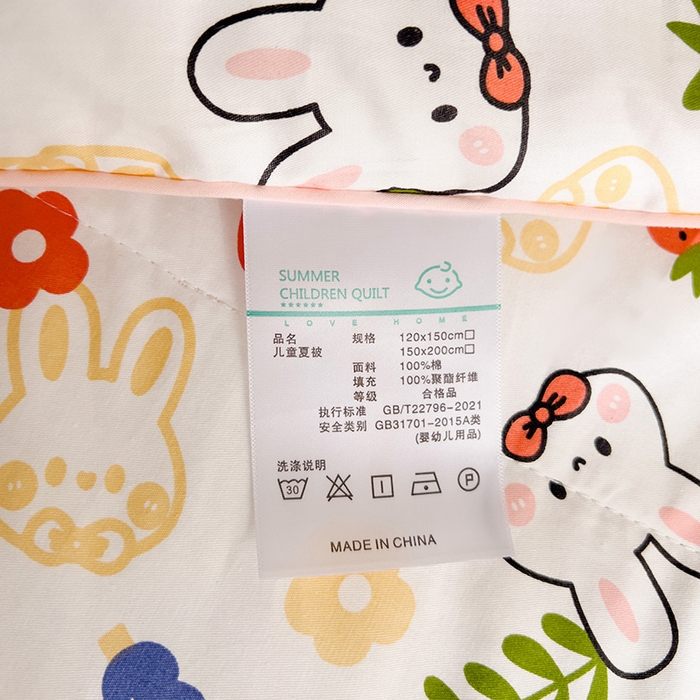 SUMMER
CHILDREN QUILT
******
LOVE HOME
品名 规格 120x150cm□
儿童夏被 150x200cm□
面料 100%棉
填充 100%聚酯纤维
等级 合格品
执行标准 GB/T22796-2021
安全类别 GB31701-2015A类
(婴幼儿用品)
洗涤说明
30 P
MADE IN CHINA